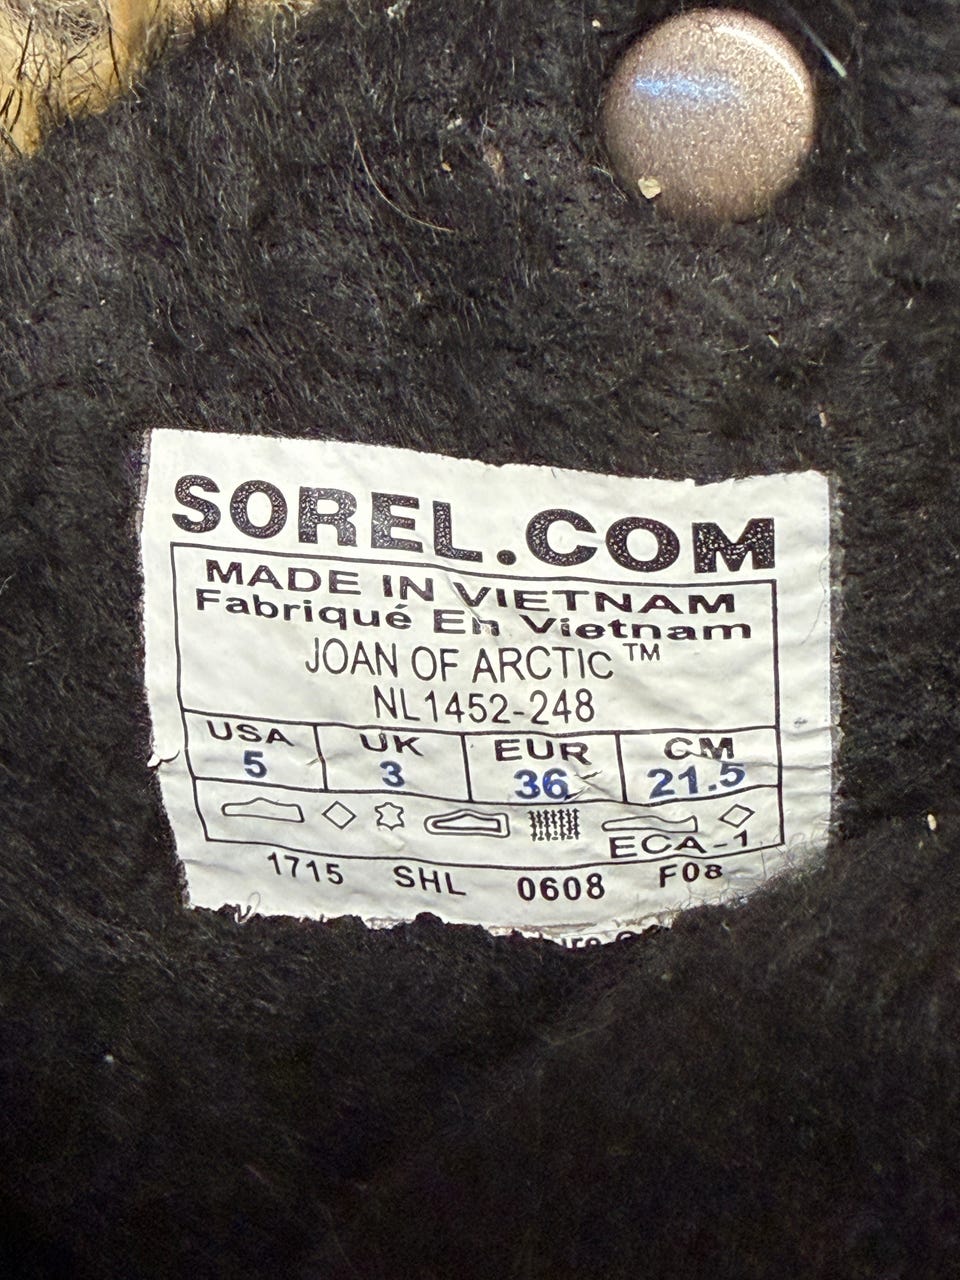 SOREL.COM
MADE IN VIETNAM
Fabriqué En Vietnam
JOAN OF ARCTIC™
NL1452-248
USA UK EUR CM
5 3 36 21.5
ECA-1
1715 SHL 0608 F08